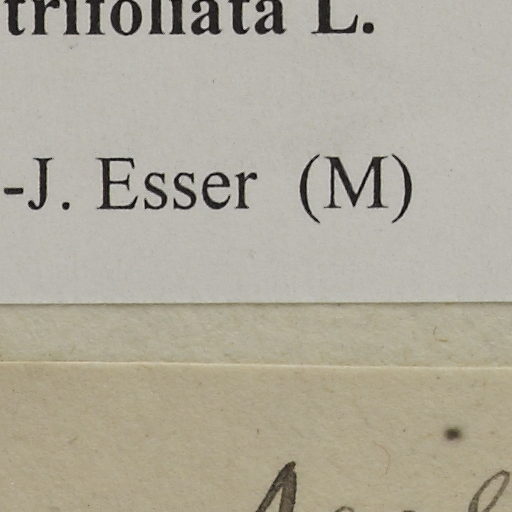 trifoliata L.
-J. Esser (M)